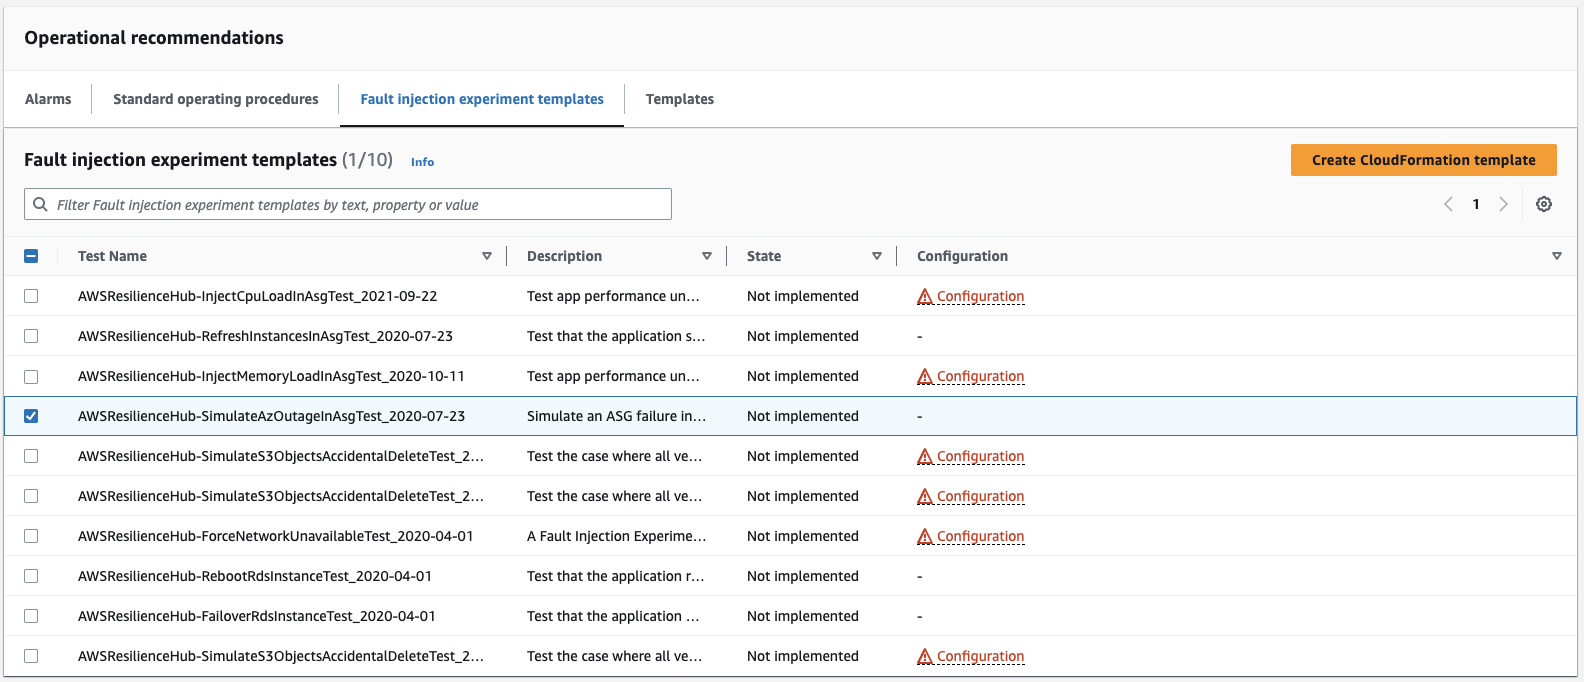 Operational recommendations
Alarms Standard operating procedures Fault injection experiment templates Templates
Fault injection experiment templates (1/10) Info Create CloudFormation template
Filter Fault injection experiment templates by text, property or value 1
Test Name Description State Configuration
AWSResilienceHub-InjectCpuLoadInAsgTest_2021-09-22 Test app performance un... Not implemented Configuration
AWSResilienceHub-RefreshInstancesInAsgTest_2020-07-23 Test that the application s... Not implemented -
AWSResilienceHub-InjectMemoryLoadInAsgTest_2020-10-11 Test app performance un... Not implemented Configuration
AWSResilienceHub-SimulateAzOutageInAsgTest_2020-07-23 Simulate an ASG failure in... Not implemented -
AWSResilienceHub-SimulateS3ObjectsAccidentalDeleteTest_2... Test the case where all ve... Not implemented Configuration
AWSResilienceHub-SimulateS3ObjectsAccidentalDeleteTest_2... Test the case where all ve... Not implemented Configuration
AWSResilienceHub-ForceNetworkUnavailableTest_2020-04-01 A Fault Injection Experime... Not implemented Configuration
AWSResilienceHub-RebootRdsInstanceTest_2020-04-01 Test that the application r... Not implemented -
AWSResilienceHub-FailoverRdsInstanceTest_2020-04-01 Test that the application ... Not implemented -
AWSResilienceHub-SimulateS3ObjectsAccidentalDeleteTest_2... Test the case where all ve... Not implemented Configuration